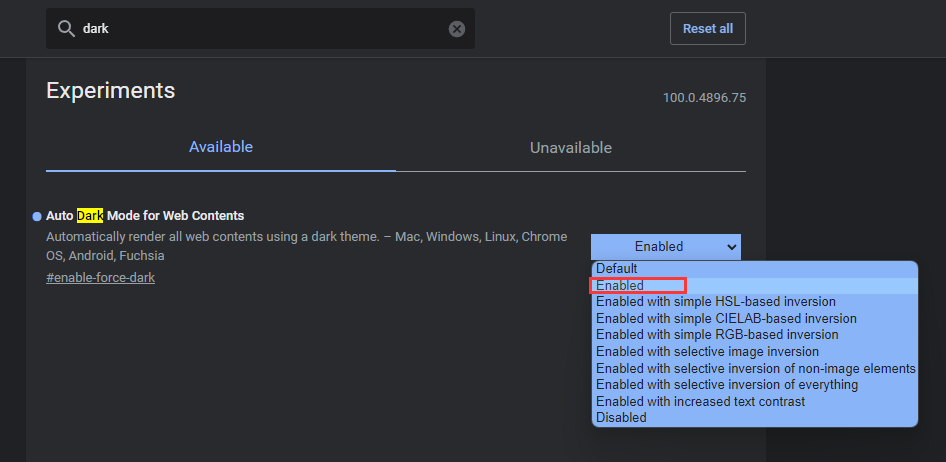 dark
Reset all
Experiments
100.0.4896.75
Available
Unavailable
Auto Dark Mode for Web Contents
Automatically render all web contents using a dark theme. – Mac, Windows, Linux, Chrome
OS, Android, Fuchsia
#enable-force-dark
Enabled
Default
Enabled
Enabled with simple HSL-based inversion
Enabled with simple CIELAB-based inversion
Enabled with simple RGB-based inversion
Enabled with selective image inversion
Enabled with selective inversion of non-image elements
Enabled with selective inversion of everything
Enabled with increased text contrast
Disabled